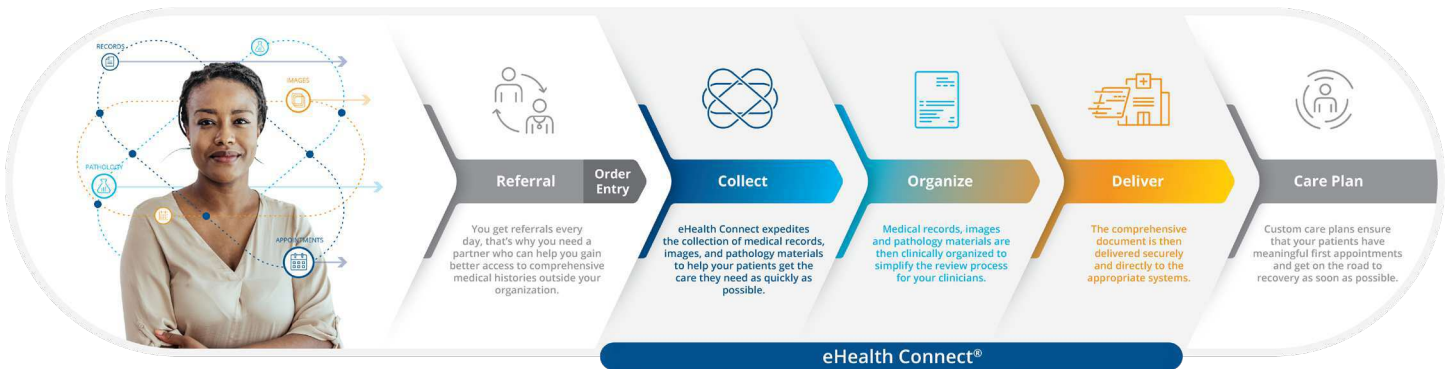 RECORDS
IMAGES
PATHOLOGY
APPOINTMENTS
Referral
Order
Entry
You get referrals every
day, that's why you need a
partner who can help you gain
better access to comprehensive
medical histories outside your
organization.
Collect
eHealth Connect expedites
the collection of medical records,
images, and pathology materials
to help your patients get the
care they need as quickly as
possible.
Organize
Medical records, images
and pathology materials are
then clinically organized to
simplify the review process
for your clinicians.
Deliver
The comprehensive
document is then
delivered securely
and directly to the
appropriate systems.
Care Plan
Custom care plans ensure
that your patients have
meaningful first appointments
and get on the road to
recovery as soon as possible.
eHealth Connect®